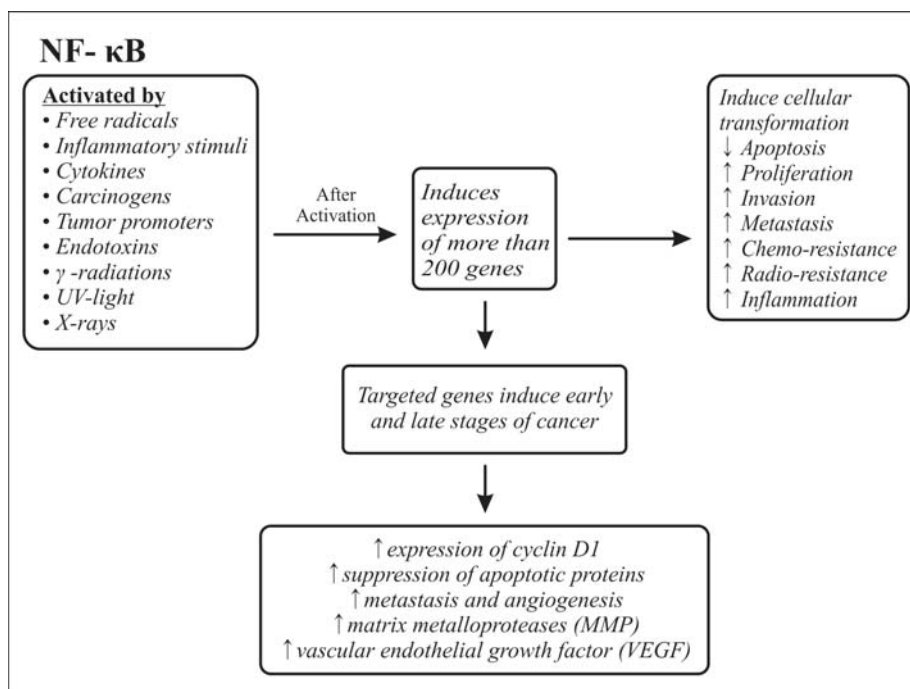 NF- κB
Activated by
• Free radicals
• Inflammatory stimuli
• Cytokines
• Carcinogens
• Tumor promoters
• Endotoxins
• γ -radiations
• UV-light
• X-rays
After
Activation
Induces
expression
of more than
200 genes
Induce cellular
transformation
↓ Apoptosis
↑ Proliferation
↑ Invasion
↑ Metastasis
↑ Chemo-resistance
↑ Radio-resistance
↑ Inflammation
Targeted genes induce early
and late stages of cancer
↑ expression of cyclin D1
↑ suppression of apoptotic proteins
↑ metastasis and angiogenesis
↑ matrix metalloproteases (MMP)
↑ vascular endothelial growth factor (VEGF)